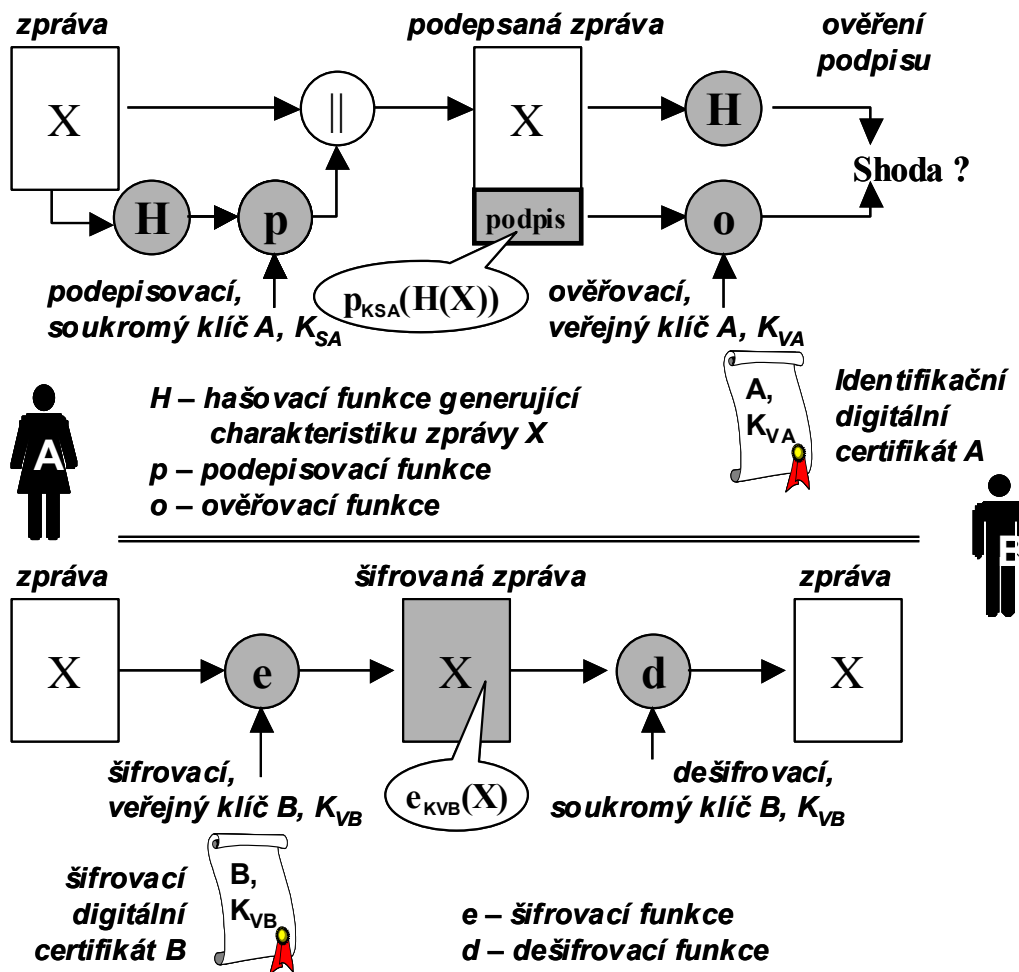 zpráva
podepsaná zpráva
ověření
podpisu
X
||
X
H
Shoda ?
H
p
podpis
o
podepisovací,
soukromý klíč A, KSA
pKSA(H(X))
ověřovací,
veřejný klíč A, KVA
A,
KVA
Identifikační
digitální
certifikát A
A
H – hašovací funkce generující
charakteristiku zprávy X
p – podepisovací funkce
o – ověřovací funkce
B
zpráva
šifrovaná zpráva
zpráva
X
e
X
d
X
šifrovací,
veřejný klíč B, KVB
eKVB(X)
dešifrovací,
soukromý klíč B, KVB
šifrovací
digitální
certifikát B
B,
KVB
e – šifrovací funkce
d – dešifrovací funkce